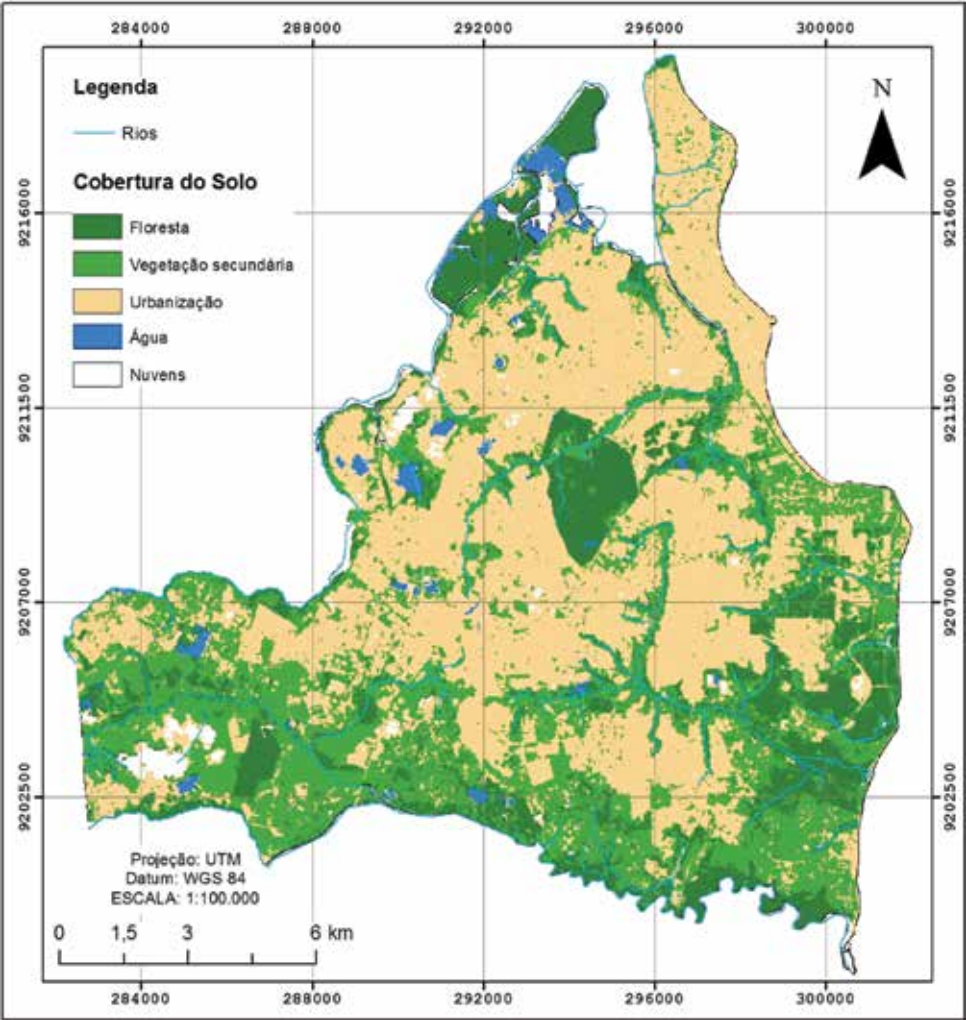 284000 288000 292000 296000 300000
Legenda
Rios
Cobertura do Solo
Floresta
Vegetação secundária
Urbanização
Água
Nuvens
N
9216000 9216000
9211500 9211500
9207000 9207000
9202500 9202500
Projeção: UTM
Datum: WGS 84
ESCALA: 1:100.000
0 1,5 3 6 km
284000 288000 292000 296000 300000